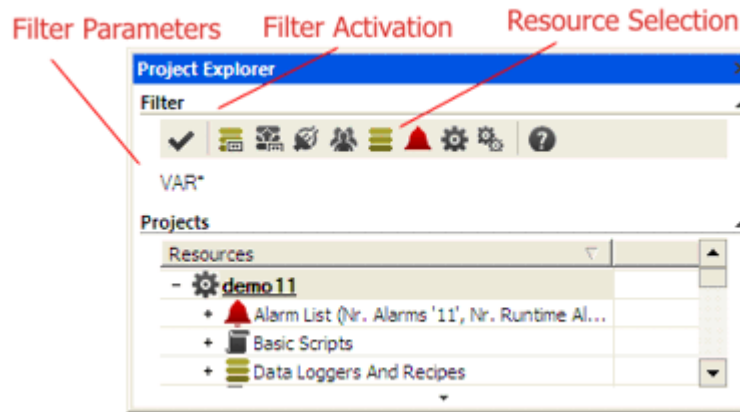 Filter Parameters Filter Activation Resource Selection
Project Explorer
Filter
VAR*
Projects
Resources
demo11
Alarm List (Nr. Alarms '11', Nr. Runtime Al...
Basic Scripts
Data Loggers And Recipes